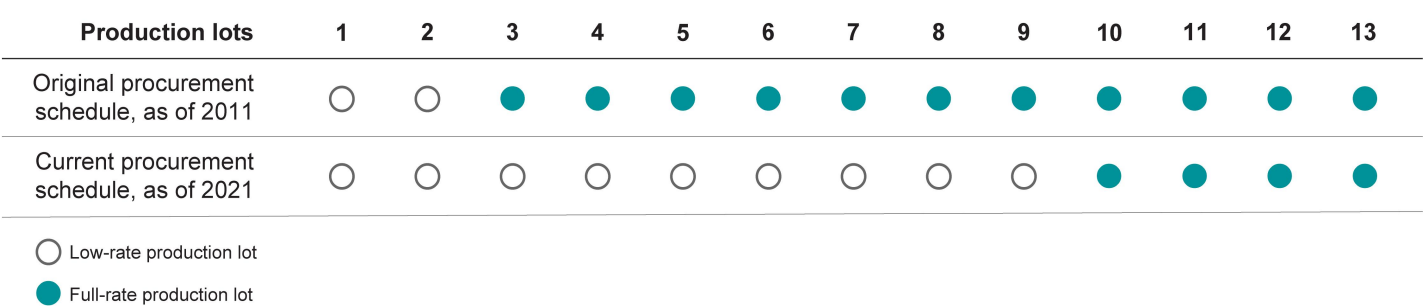 Production lots 1 2 3 4 5 6 7 8 9 10 11 12 13
Original procurement
schedule, as of 2011
Current procurement
schedule, as of 2021
Low-rate production lot
Full-rate production lot